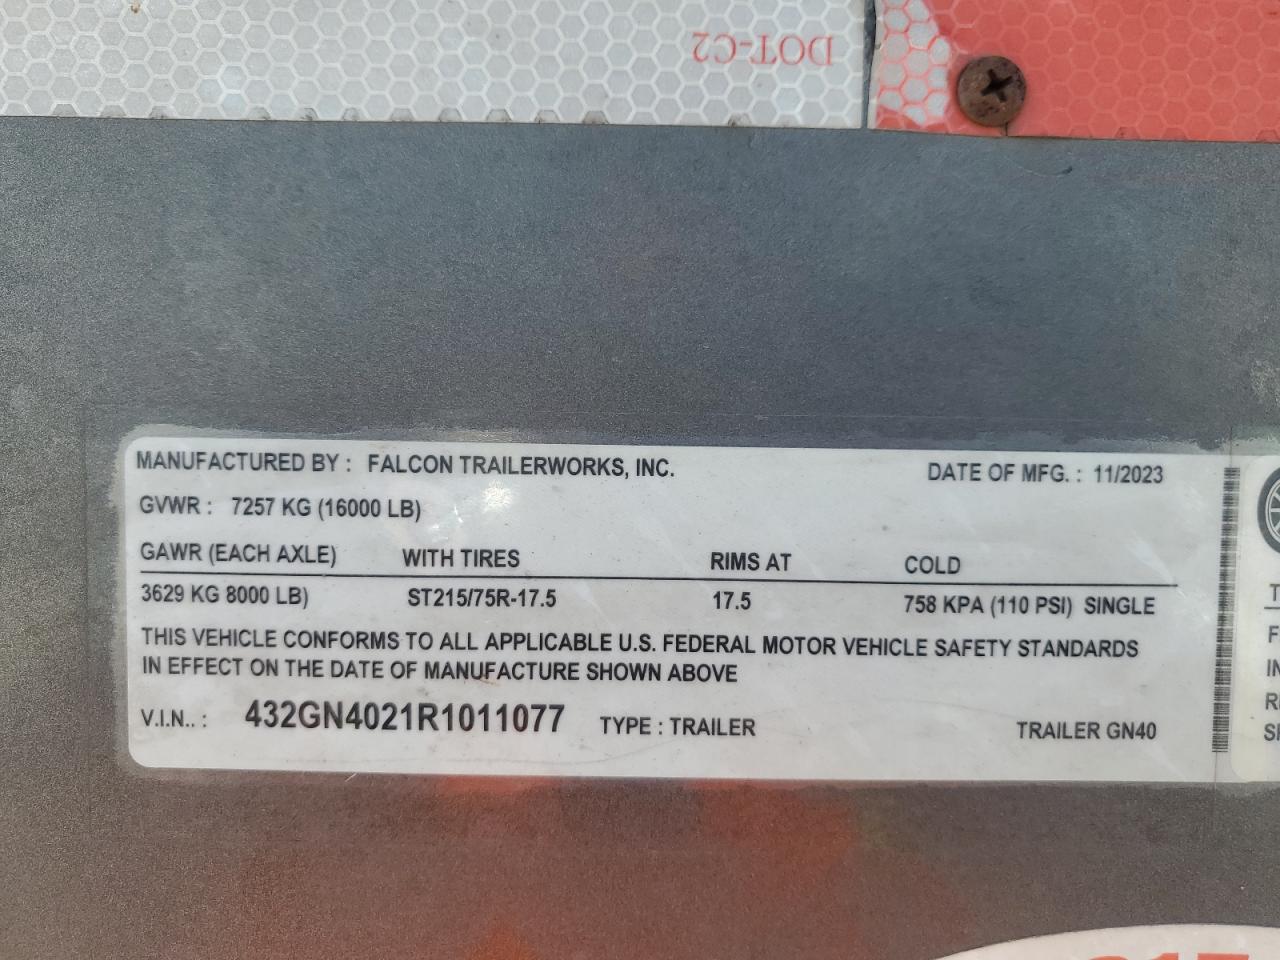 DOT-C2
MANUFACTURED BY : FALCON TRAILERWORKS, INC. DATE OF MFG. : 11/2023
GVWR : 7257 KG (16000 LB)
GAWR (EACH AXLE) WITH TIRES RIMS AT COLD
3629 KG 8000 LB) ST215/75R-17.5 17.5 758 KPA (110 PSI) SINGLE
THIS VEHICLE CONFORMS TO ALL APPLICABLE U.S. FEDERAL MOTOR VEHICLE SAFETY STANDARDS
IN EFFECT ON THE DATE OF MANUFACTURE SHOWN ABOVE
V.I.N.. : 432GN4021R1011077 TYPE : TRAILER TRAILER GN40